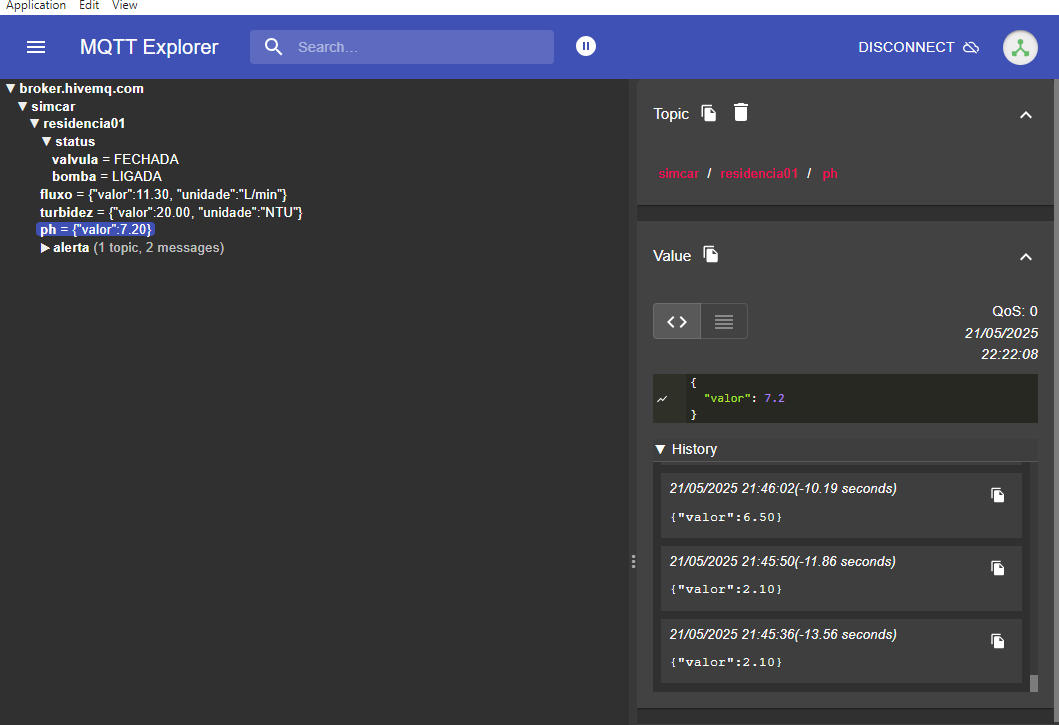 Application Edit View
MQTT Explorer Search... DISCONNECT
▼ broker.hivemq.com
▼ simcar
▼ residencia01
▼ status
valvula = FECHADA
bomba = LIGADA
fluxo = {"valor":11.30, "unidade":"L/min"}
turbidez = {"valor":20.00, "unidade":"NTU"}
ph = {"valor":7.20}
▶ alerta (1 topic, 2 messages)
Topic
simcar / residencia01 / ph
Value
QoS: 0
21/05/2025
22:22:08
{
"valor": 7.2
}
▼ History
21/05/2025 21:46:02(-10.19 seconds)
{"valor":6.50}
21/05/2025 21:45:50(-11.86 seconds)
{"valor":2.10}
21/05/2025 21:45:36(-13.56 seconds)
{"valor":2.10}